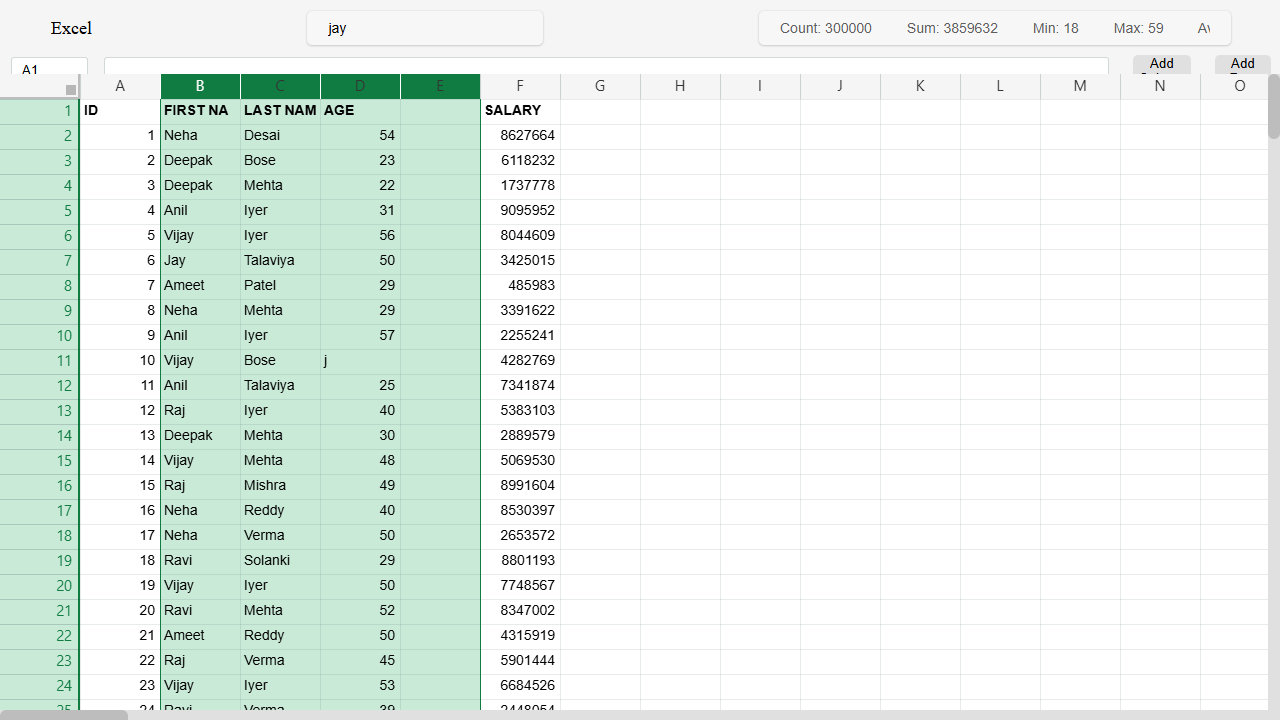 Excel jay Count: 300000 Sum: 3859632 Min: 18 Max: 59
A1 Add Add
A B C D E F G H I J K L M N O
1 ID FIRST NA LAST NAM AGE SALARY
2 1 Neha Desai 54 8627664
3 2 Deepak Bose 23 6118232
4 3 Deepak Mehta 22 1737778
5 4 Anil Iyer 31 9095952
6 5 Vijay Iyer 56 8044609
7 6 Jay Talaviya 50 3425015
8 7 Ameet Patel 29 485983
9 8 Neha Mehta 29 3391622
10 9 Anil Iyer 57 2255241
11 10 Vijay Bose j 4282769
12 11 Anil Talaviya 25 7341874
13 12 Raj Iyer 40 5383103
14 13 Deepak Mehta 30 2889579
15 14 Vijay Mehta 48 5069530
16 15 Raj Mishra 49 8991604
17 16 Neha Reddy 40 8530397
18 17 Neha Verma 50 2653572
19 18 Ravi Solanki 29 8801193
20 19 Vijay Iyer 50 7748567
21 20 Ravi Mehta 52 8347002
22 21 Ameet Reddy 50 4315919
23 22 Raj Verma 45 5901444
24 23 Vijay Iyer 53 6684526
25 24 Ravi Verma 39 2448054